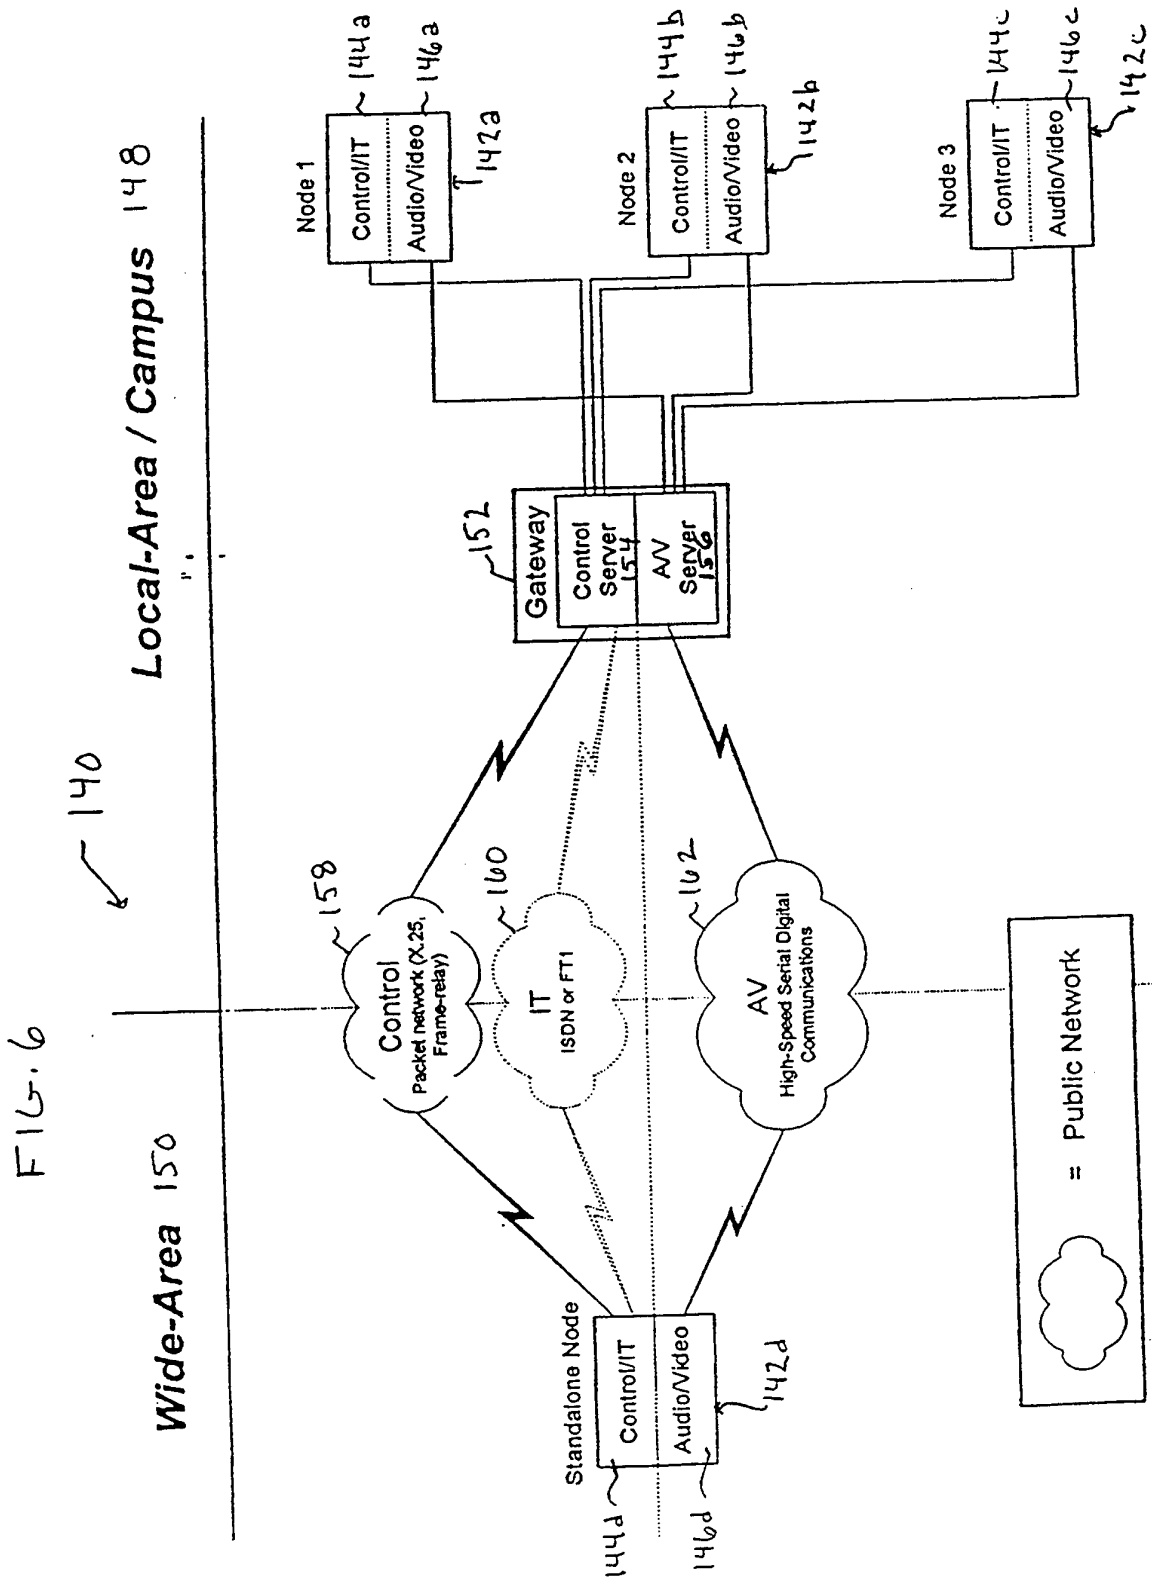 FIG. 6
140
Wide-Area 150
Local-Area / Campus 148
Standalone Node
Control/IT
Audio/Video
144d
146d
142d
158
Control
Packet network (X.25,
Frame-relay)
160
IT
ISDN or FT1
162
AV
High-Speed Serial Digital
Communications
152
Gateway
Control
Server
154
A/V
Server
156
Node 1
Control/IT
Audio/Video
144a
146a
142a
Node 2
Control/IT
Audio/Video
144b
146b
142b
Node 3
Control/IT
Audio/Video
144c
146c
142c
= Public Network